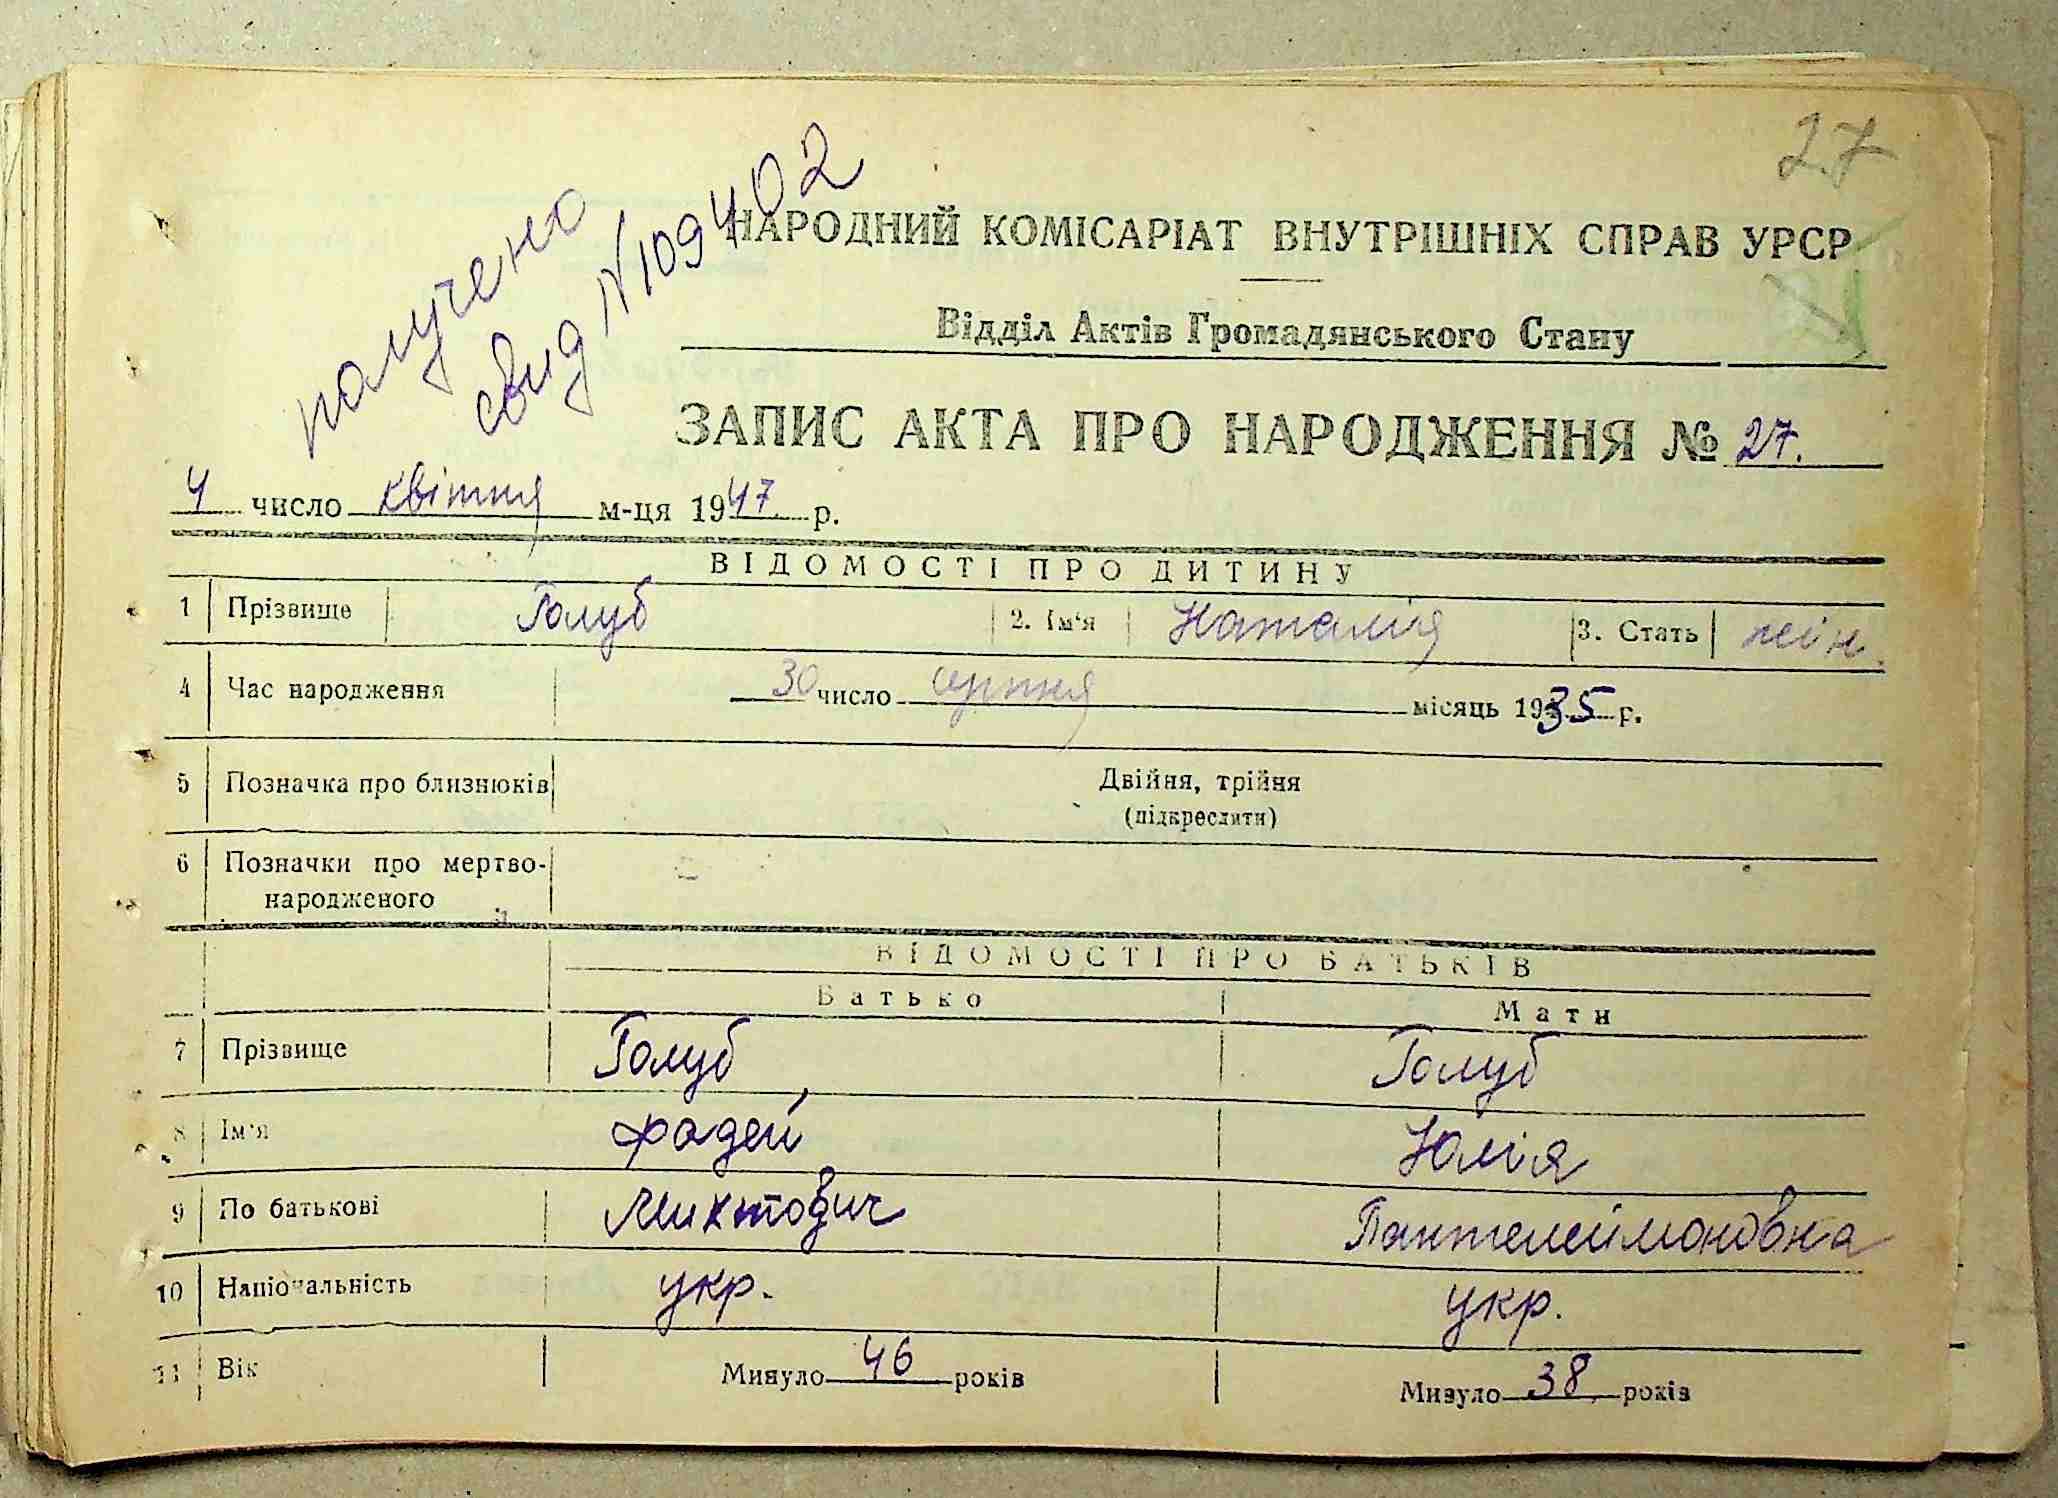 27
получено
свид N109402
НАРОДНИЙ КОМІСАРІАТ ВНУТРІШНІХ СПРАВ УРСР
Відділ Актів Громадянського Стану
ЗАПИС АКТА ПРО НАРОДЖЕННЯ № 27.
4 число квітня м-ця 1947 р.
ВІДОМОСТІ ПРО ДИТИНУ
1 Прізвище Голуб 2. Ім'я Наталія 3. Стать жін.
4 Час народження 30 число серпня місяць 1935 р.
5 Позначка про близнюків Двійня, трійня
(підкреслити)
6 Позначки про мертво-
народженого
ВІДОМОСТІ ПРО БАТЬКІВ
Батько Мати
7 Прізвище Голуб Голуб
8 Ім'я Фадей Юлія
9 По батькові Пантелеймоновна
10 Національність укр. укр.
11 Вік Минуло 46 років Минуло 38 років